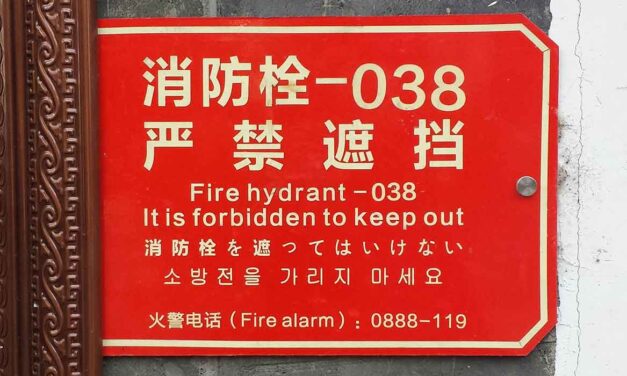 消防栓-038
严禁遮挡
Fire hydrant-038
It is forbidden to keep out
消防栓を遮つてはいけない
소방전을 가리지 마세요
火警电话(Fire alarm):0888-119